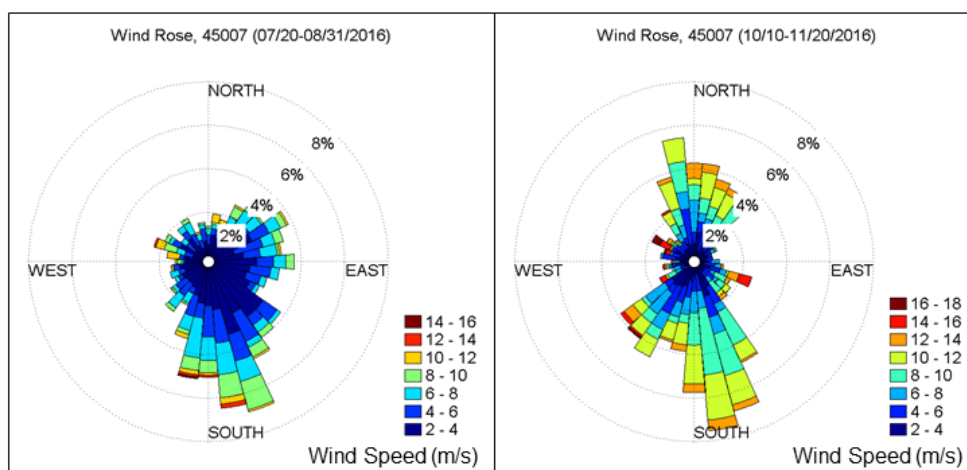 Wind Rose, 45007 (07/20-08/31/2016)
NORTH
8%
6%
4%
2%
WEST
EAST
SOUTH
14 - 16
12 - 14
10 - 12
8 - 10
6 - 8
4 - 6
2 - 4
Wind Speed (m/s)
Wind Rose, 45007 (10/10-11/20/2016)
NORTH
8%
6%
4%
2%
WEST
EAST
SOUTH
16 - 18
14 - 16
12 - 14
10 - 12
8 - 10
6 - 8
4 - 6
2 - 4
Wind Speed (m/s)